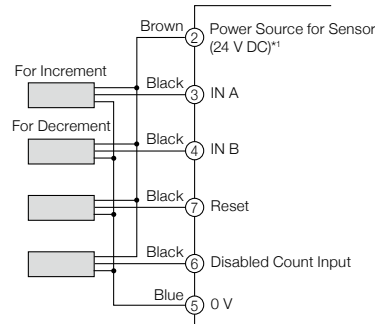 Brown 2 Power Source for Sensor
(24 V DC)*1
For Increment
Black 3 IN A
For Decrement
Black 4 IN B
Black 7 Reset
Black 6 Disabled Count Input
Blue 5 0 V